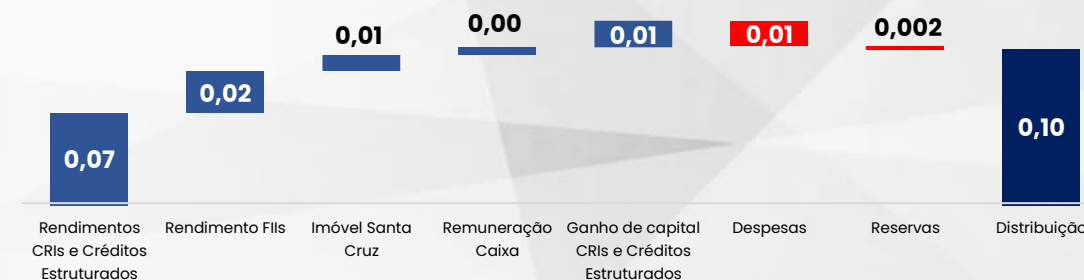 0,07
0,02
0,01
0,00
0,01
0,01
0,002
0,10
Rendimentos
CRIs e Créditos
Estruturados
Rendimento FIIs
Imóvel Santa
Cruz
Remuneração
Caixa
Ganho de capital
CRIs e Créditos
Estruturados
Despesas
Reservas
Distribuição